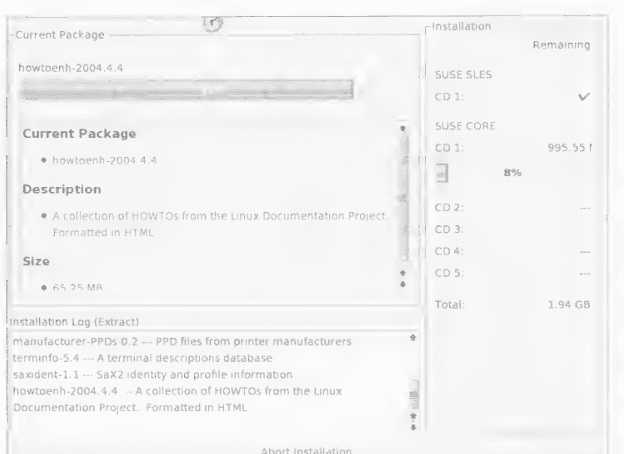 Current Package
howtoenh-2004.4.4
Current Package
• howtoenh-2004.4.4
Description
• A collection of HOWTOs from the Linux Documentation Project.
Formatted in HTML
Size
• 65.25 MB
Installation Log (Extract)
manufacturer-PPDs-0.2 --- PPD files from printer manufacturers
terminfo-5.4 --- A terminal descriptions database
saxident-1.1 --- SaX2 identity and profile information
howtoenh-2004.4.4 -- A collection of HOWTOs from the Linux
Documentation Project. Formatted in HTML
Installation
Remaining
SUSE SLES
CD 1: ✓
SUSE CORE
CD 1: 995.55
8%
CD 2: ---
CD 3: ---
CD 4: ---
CD 5: ---
Total: 1.94 GB
Abort Installation